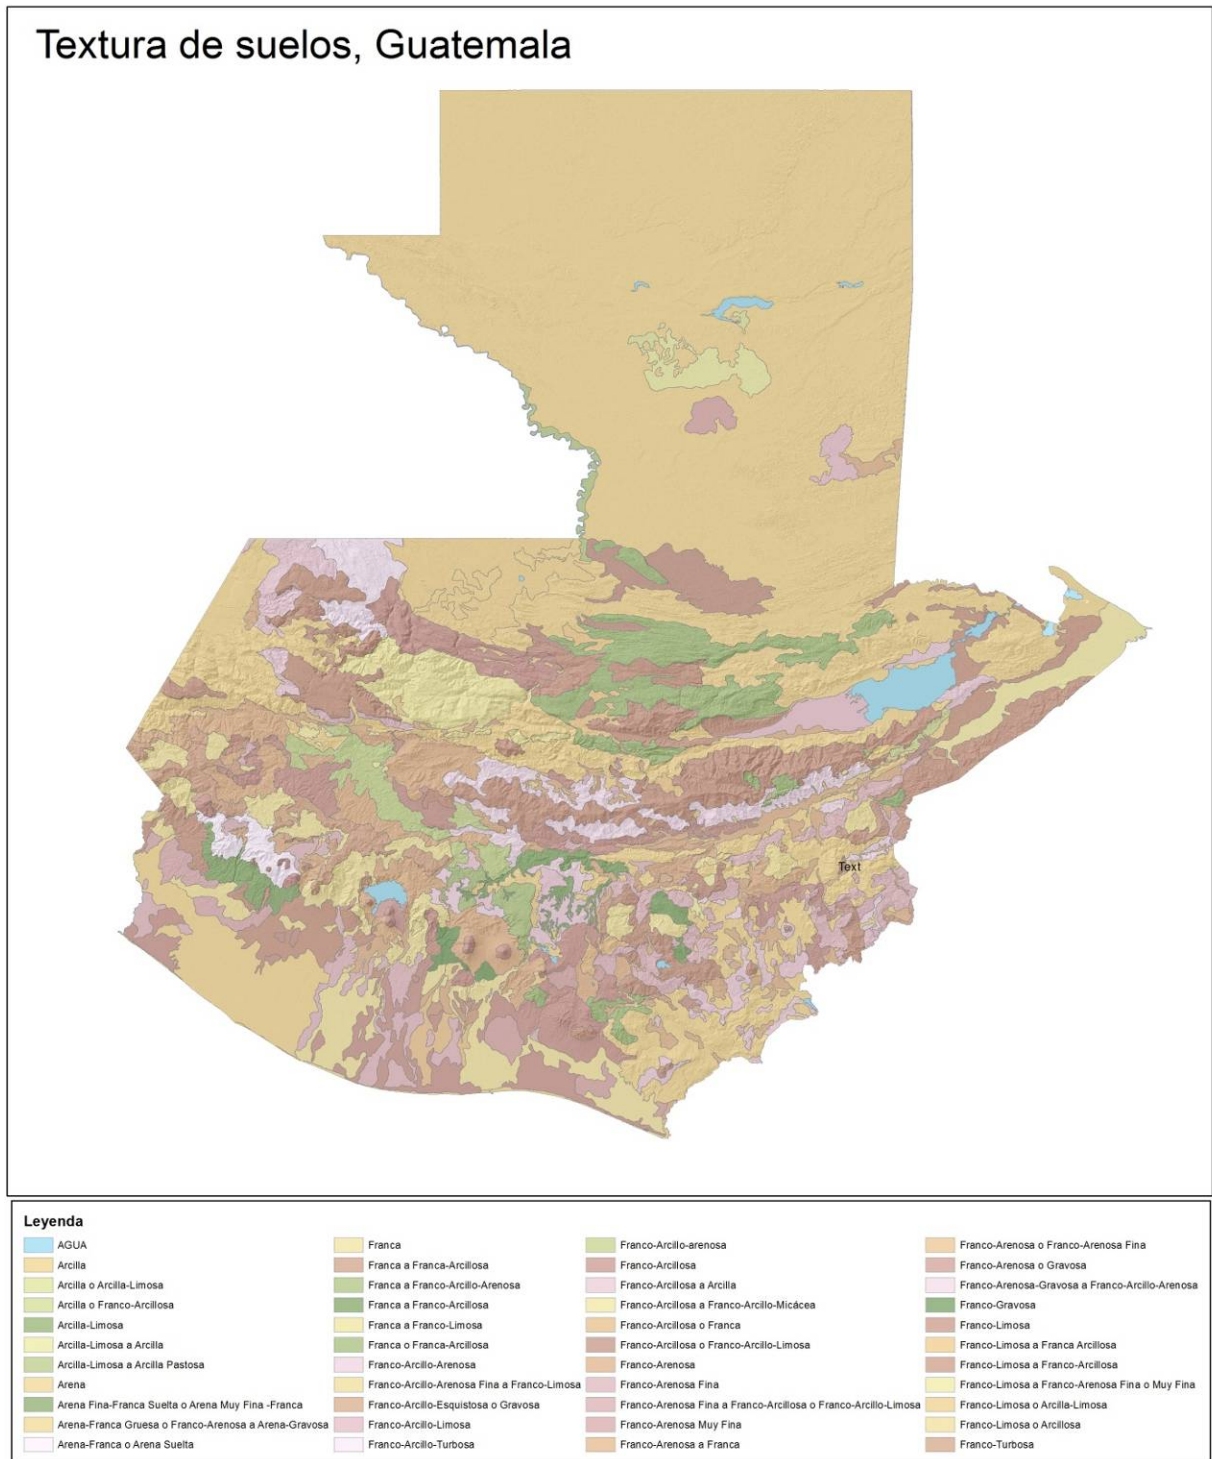 Textura de suelos, Guatemala
Text
Leyenda
AGUA
Arcilla
Arcilla o Arcilla-Limosa
Arcilla o Franco-Arcillosa
Arcilla-Limosa
Arcilla-Limosa a Arcilla
Arcilla-Limosa a Arcilla Pastosa
Arena
Arena Fina-Franca Suelta o Arena Muy Fina -Franca
Arena-Franca Gruesa o Franco-Arenosa a Arena-Gravosa
Arena-Franca o Arena Suelta
Franca
Franca a Franca-Arcillosa
Franca a Franco-Arcillo-Arenosa
Franca a Franco-Arcillosa
Franca a Franco-Limosa
Franca o Franca-Arcillosa
Franco-Arcillo-Arenosa
Franco-Arcillo-Arenosa Fina a Franco-Limosa
Franco-Arcillo-Esquistosa o Gravosa
Franco-Arcillo-Limosa
Franco-Arcillo-Turbosa
Franco-Arcillo-arenosa
Franco-Arcillosa
Franco-Arcillosa a Arcilla
Franco-Arcillosa a Franco-Arcillo-Micácea
Franco-Arcillosa o Franca
Franco-Arcillosa o Franco-Arcillo-Limosa
Franco-Arenosa
Franco-Arenosa Fina
Franco-Arenosa Fina a Franco-Arcillosa o Franco-Arcillo-Limosa
Franco-Arenosa Muy Fina
Franco-Arenosa a Franca
Franco-Arenosa o Franco-Arenosa Fina
Franco-Arenosa o Gravosa
Franco-Arenosa-Gravosa a Franco-Arcillo-Arenosa
Franco-Gravosa
Franco-Limosa
Franco-Limosa a Franca Arcillosa
Franco-Limosa a Franco-Arcillosa
Franco-Limosa a Franco-Arenosa Fina o Muy Fina
Franco-Limosa o Arcilla-Limosa
Franco-Limosa o Arcillosa
Franco-Turbosa